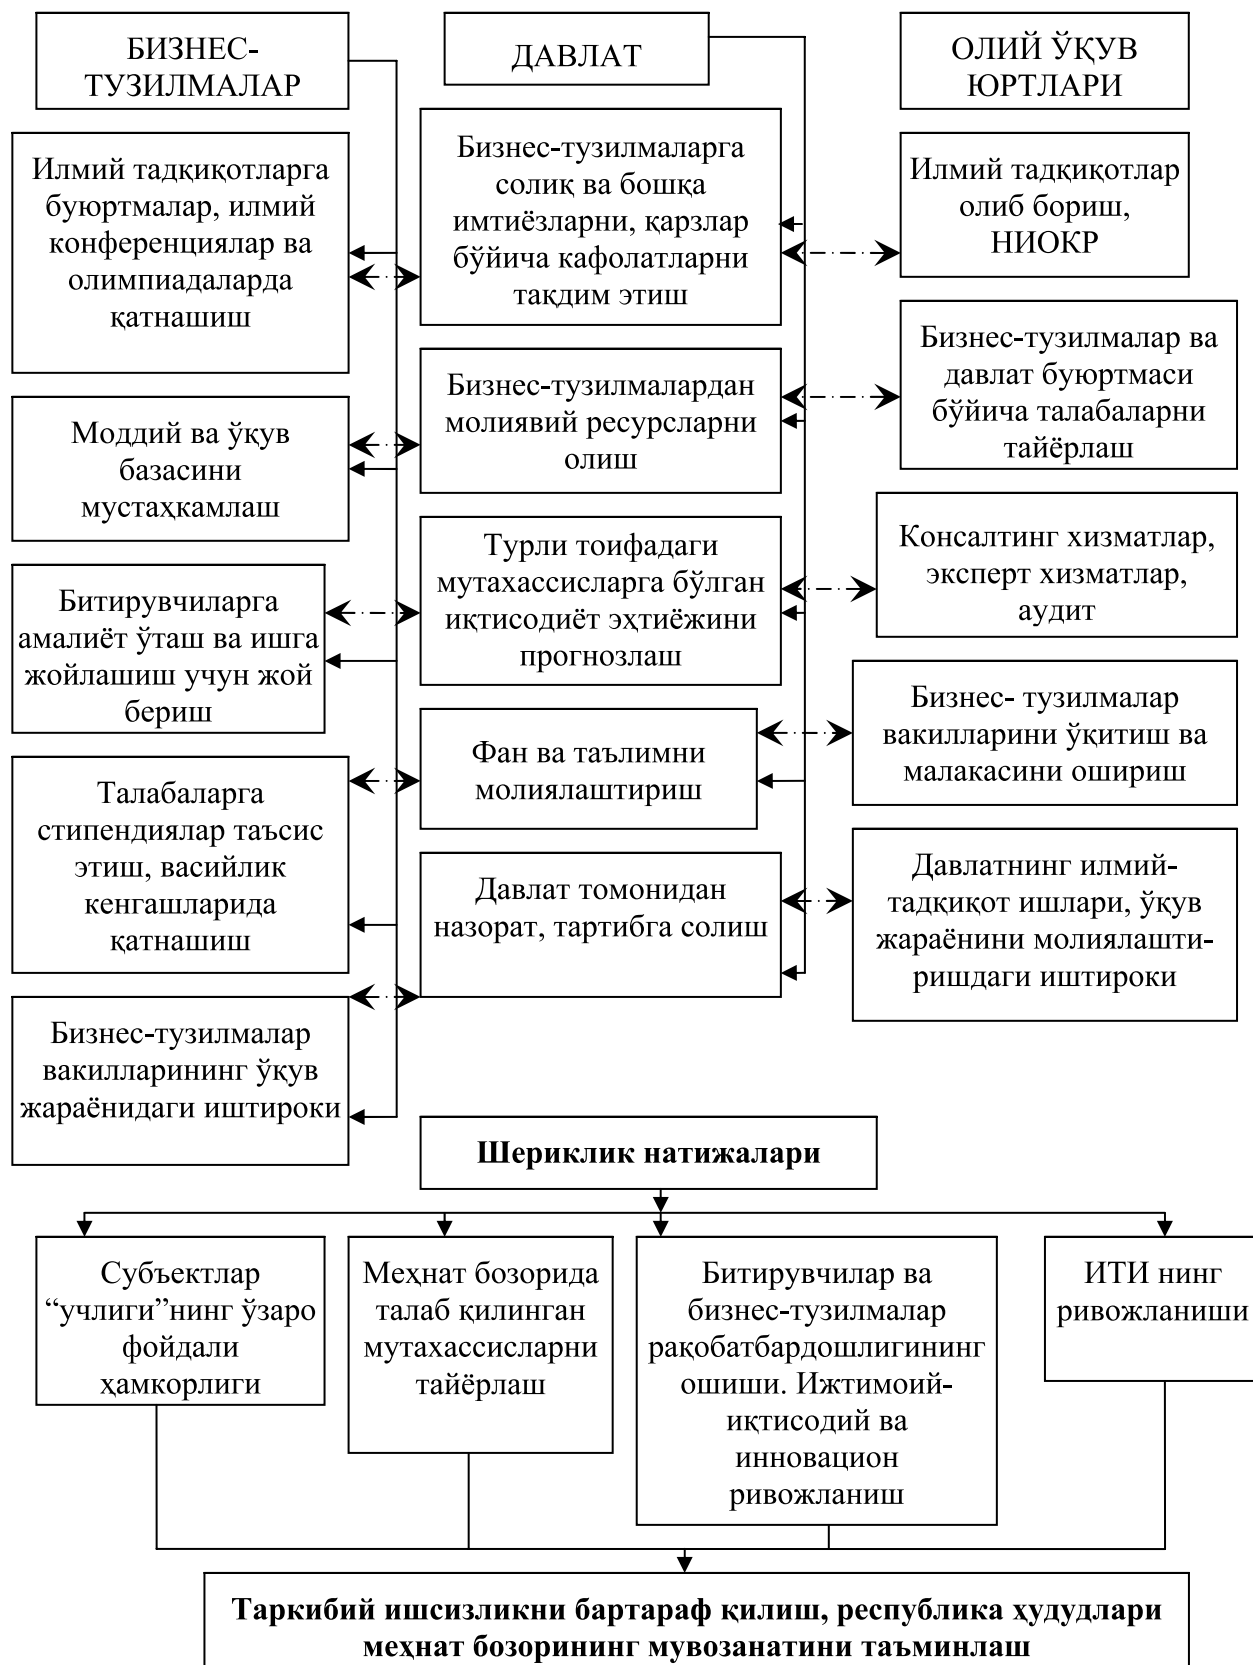 БИЗНЕС-
ТУЗИЛМАЛАР
ДАВЛАТ
ОЛИЙ ЎҚУВ
ЮРТЛАРИ
Илмий тадқиқотларга
буюртмалар, илмий
конференциялар ва
олимпиадаларда
қатнашиш
Бизнес-тузилмаларга
солиқ ва бошқа
имтиёзларни, қарзлар
бўйича кафолатларни
тақдим этиш
Илмий тадқиқотлар
олиб бориш,
НИОКР
Моддий ва ўқув
базасини
мустаҳкамлаш
Бизнес-тузилмалардан
молиявий ресурсларни
олиш
Бизнес-тузилмалар ва
давлат буюртмаси
бўйича талабаларни
тайёрлаш
Битирувчиларга
амалиёт ўташ ва ишга
жойлашиш учун жой
бериш
Турли тоифадаги
мутахассисларга бўлган
иқтисодиёт эҳтиёжини
прогнозлаш
Консалтинг хизматлар,
эксперт хизматлар,
аудит
Талабаларга
стипендиялар таъсис
этиш, васийлик
кенгашларида
қатнашиш
Фан ва таълимни
молиялаштириш
Бизнес- тузилмалар
вакилларини ўқитиш ва
малакасини ошириш
Бизнес-тузилмалар
вакилларининг ўқув
жараёнидаги иштироки
Давлат томонидан
назорат, тартибга солиш
Давлатнинг илмий-
тадқиқот ишлари, ўқув
жараёнини молиялашти-
ришдаги иштироки
Шериклик натижалари
Субъектлар
“учлиги”нинг ўзаро
фойдали
ҳамкорлиги
Меҳнат бозорида
талаб қилинган
мутахассисларни
тайёрлаш
Битирувчилар ва
бизнес-тузилмалар
рақобатбардошлигининг
ошиши. Ижтимоий-
иқтисодий ва
инновацион
ривожланиш
ИТИ нинг
ривожланиши
Таркибий ишсизликни бартараф қилиш, республика ҳудудлари
меҳнат бозорининг мувозанатини таъминлаш